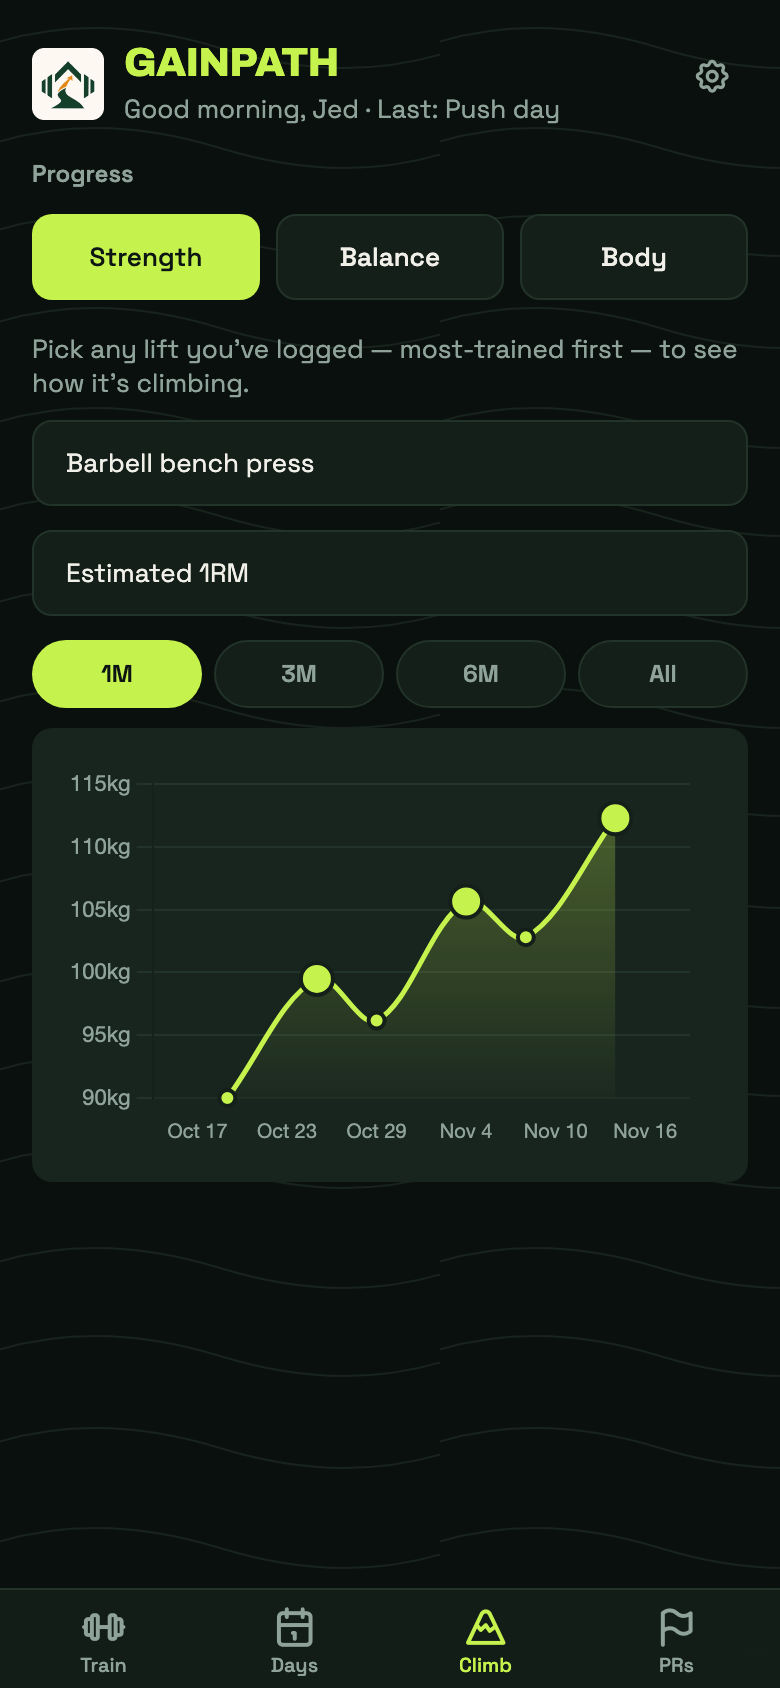 GAINPATH
Good morning, Jed · Last: Push day
Progress
Strength
Balance
Body
Pick any lift you’ve logged — most-trained first — to see
how it’s climbing.
Barbell bench press
Estimated 1RM
1M
3M
6M
All
115kg
110kg
105kg
100kg
95kg
90kg
Oct 17
Oct 23
Oct 29
Nov 4
Nov 10
Nov 16
Train
Days
Climb
PRs